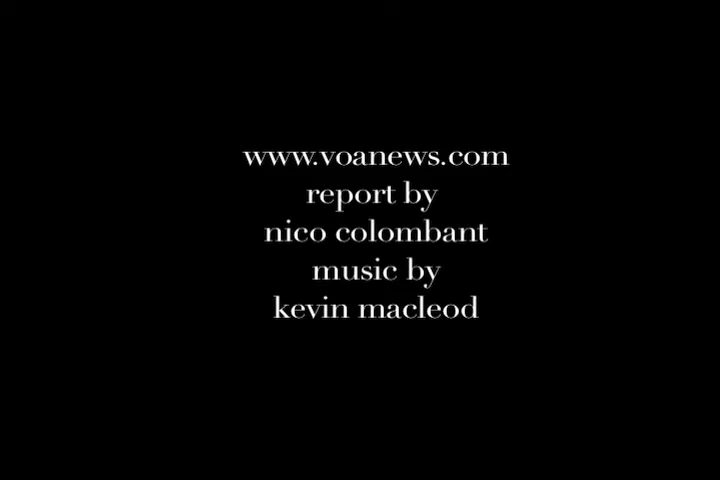 www.voanews.com
report by
nico colombant
music by
kevin macleod